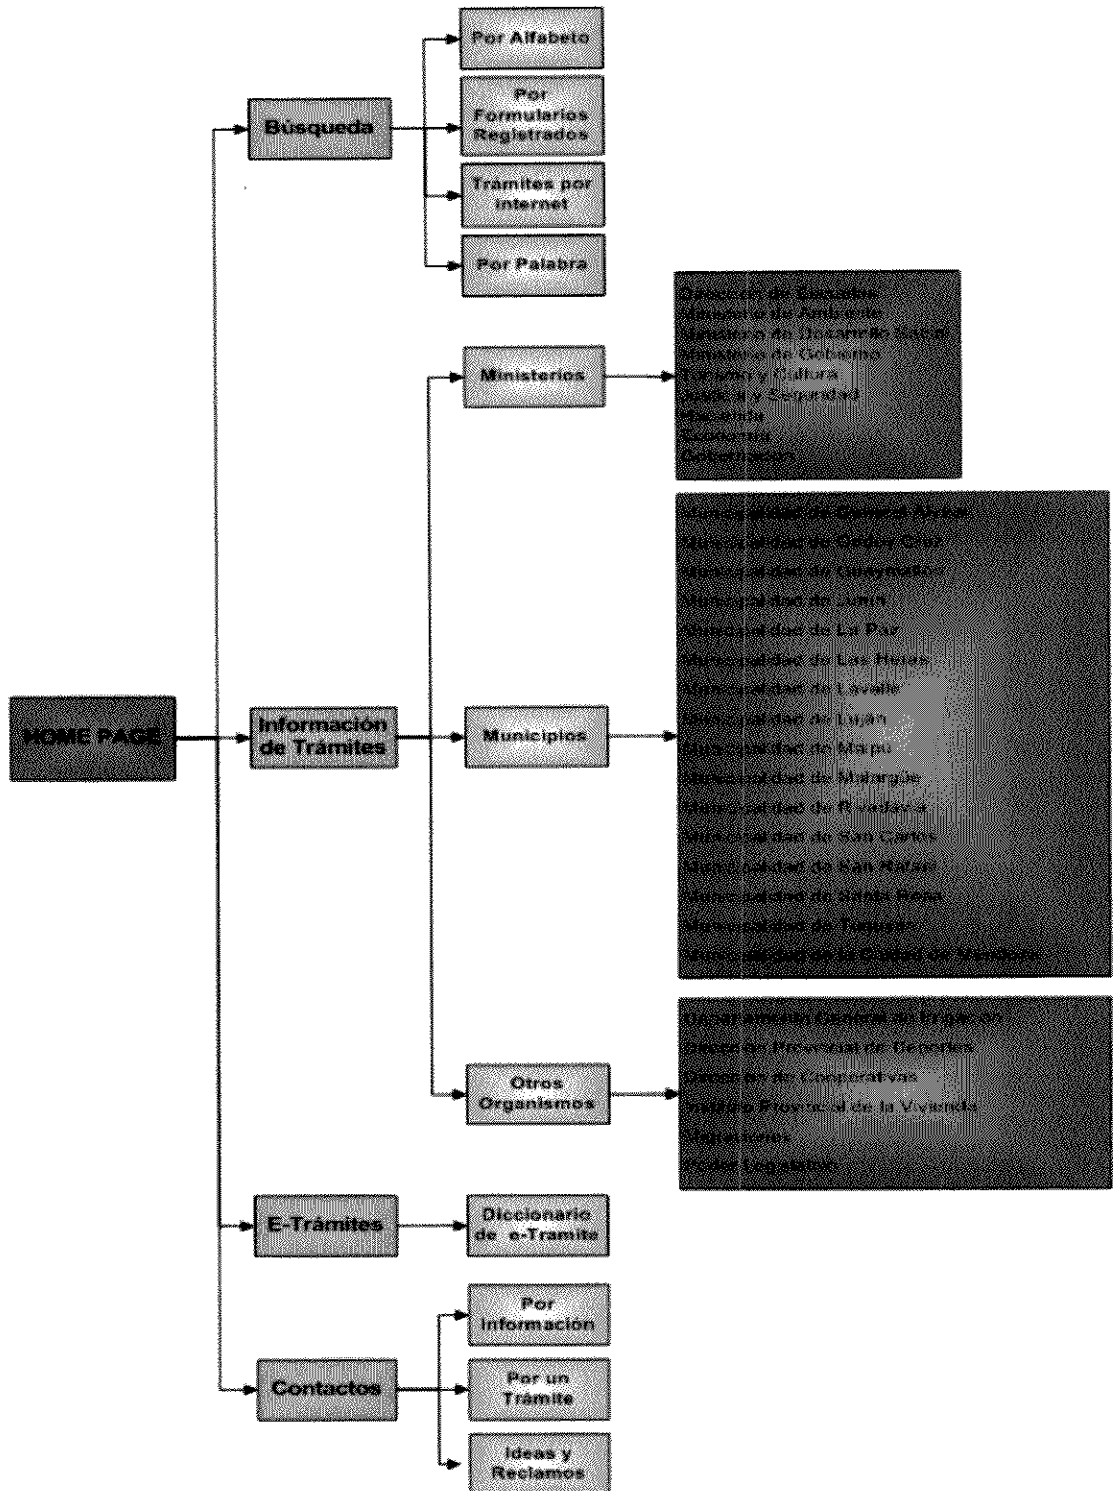 Por Alfabeto
Por
Formularios
Registrados
Búsqueda
Trámites por
internet
Por Palabra
Dirección de Escuelas
Ministerio de Ambiente
Ministerio de Desarrollo Social
Ministerio de Gobierno
Turismo y Cultura
Justicia y Seguridad
Hacienda
Economía
Gobernación
Ministerios
Municipalidad de General Alvear
Municipalidad de Godoy Cruz
Municipalidad de Guaymallén
Municipalidad de Junín
Municipalidad de La Paz
Municipalidad de Las Heras
Municipalidad de Lavalle
Municipalidad de Luján
Municipalidad de Maipú
Municipalidad de Malargüe
Municipalidad de Rivadavia
Municipalidad de San Carlos
Municipalidad de San Rafael
Municipalidad de Santa Rosa
Municipalidad de Tunuyán
Municipalidad de la Ciudad de Mendoza
HOME PAGE
Información
de Trámites
Municipios
Departamento General de Irrigación
Dirección Provincial de Deportes
Dirección de Cooperativas
Instituto Provincial de la Vivienda
Migraciones
Poder Legislativo
Otros
Organismos
E-Trámites
Diccionario
de e-Tramite
Por
Información
Contactos
Por un
Trámite
Ideas y
Reclamos